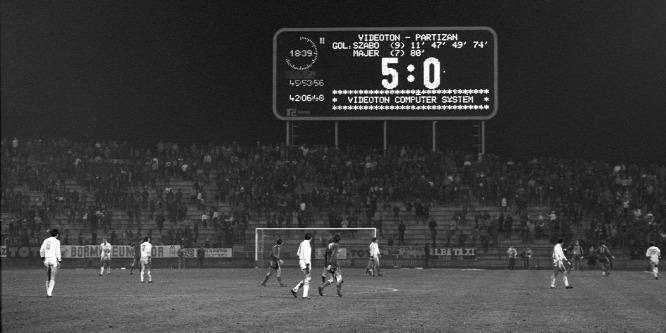 VIDEOTON - PARTIZAN
GOL: SZABO (9) 11' 47' 49' 74'
MAJER (7) 80'
18:39
5:0
45:53:56
42:06:48
* VIDEOTON COMPUTER SYSTEM *